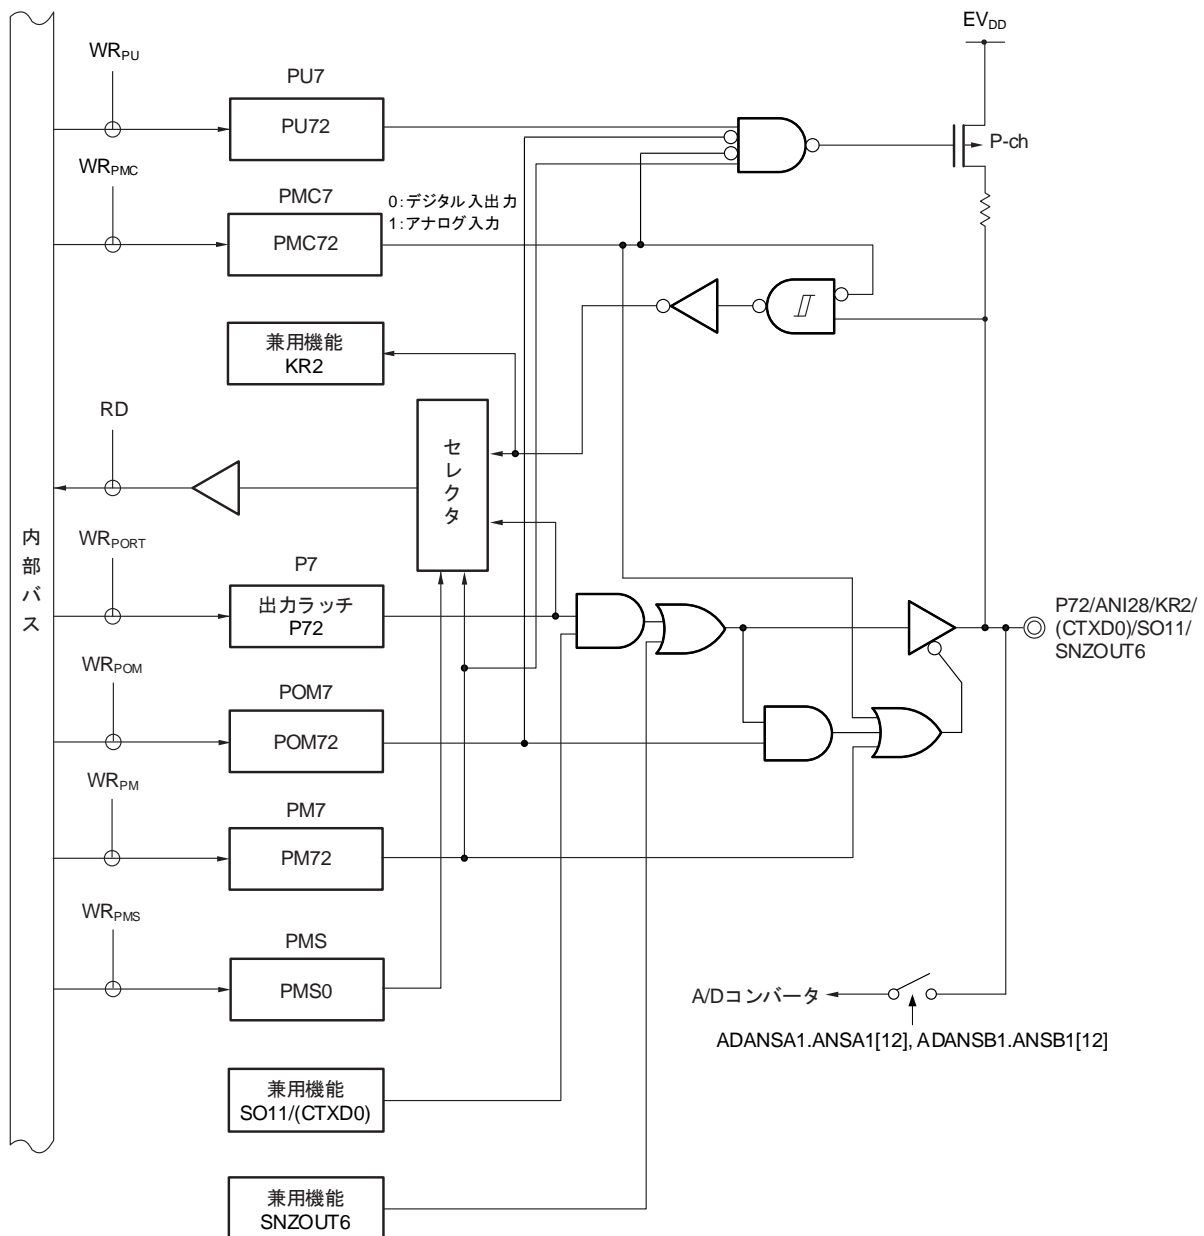 EVDD
WRPU
PU7
PU72
P-ch
WRPMC
PMC7
0:デジタル入出力
1:アナログ入力
PMC72
兼用機能
KR2
RD
セレクタ
内部バス
WRPORT
P7
出力ラッチ
P72
P72/ANI28/KR2/
(CTXD0)/SO11/
SNZOUT6
WRPOM
POM7
POM72
WRPM
PM7
PM72
WRPMS
PMS
PMS0
A/Dコンバータ
ADANSA1.ANSA1[12], ADANSB1.ANSB1[12]
兼用機能
SO11/(CTXD0)
兼用機能
SNZOUT6